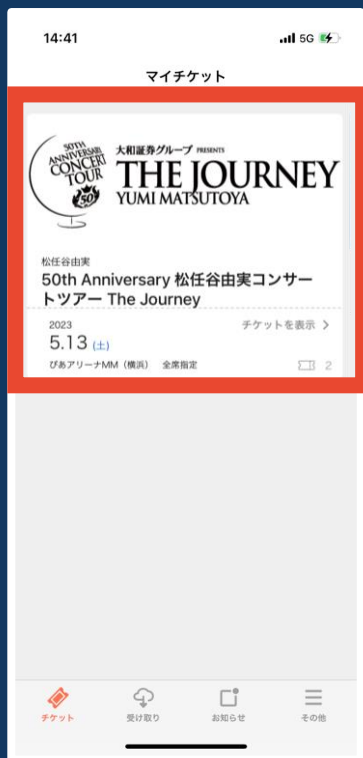 14:41
5G
マイチケット
50TH
ANNIVERSARY
CONCERT
TOUR
50
大和証券グループ PRESENTS
THE JOURNEY
YUMI MATSUTOYA
松任谷由実
50th Anniversary 松任谷由実コンサー
トツアー The Journey
2023
チケットを表示
5.13 (土)
ぴあアリーナMM（横浜） 全席指定
2
チケット
受け取り
お知らせ
その他